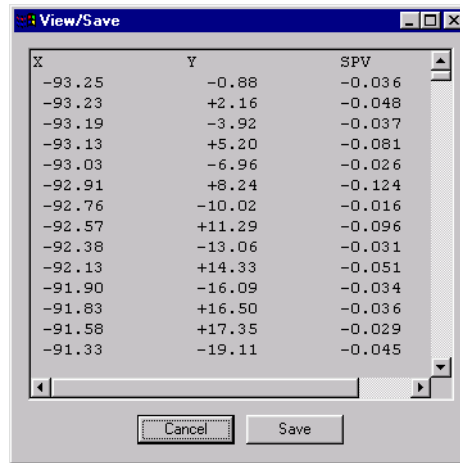 View/Save
X Y SPV
-93.25 -0.88 -0.036
-93.23 +2.16 -0.048
-93.19 -3.92 -0.037
-93.13 +5.20 -0.081
-93.03 -6.96 -0.026
-92.91 +8.24 -0.124
-92.76 -10.02 -0.016
-92.57 +11.29 -0.096
-92.38 -13.06 -0.031
-92.13 +14.33 -0.051
-91.90 -16.09 -0.034
-91.83 +16.50 -0.036
-91.58 +17.35 -0.029
-91.33 -19.11 -0.045
Cancel Save